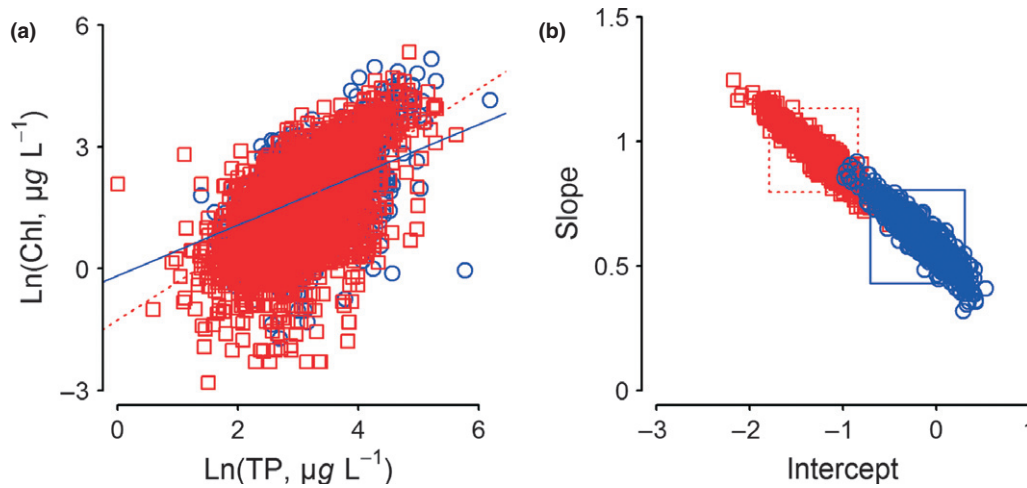 (a)
6
3
0
−3
Ln(Chl, µg L−1)
0 2 4 6
Ln(TP, µg L−1)
(b)
1.5
1
0.5
0
Slope
−3 −2 −1 0 1
Intercept